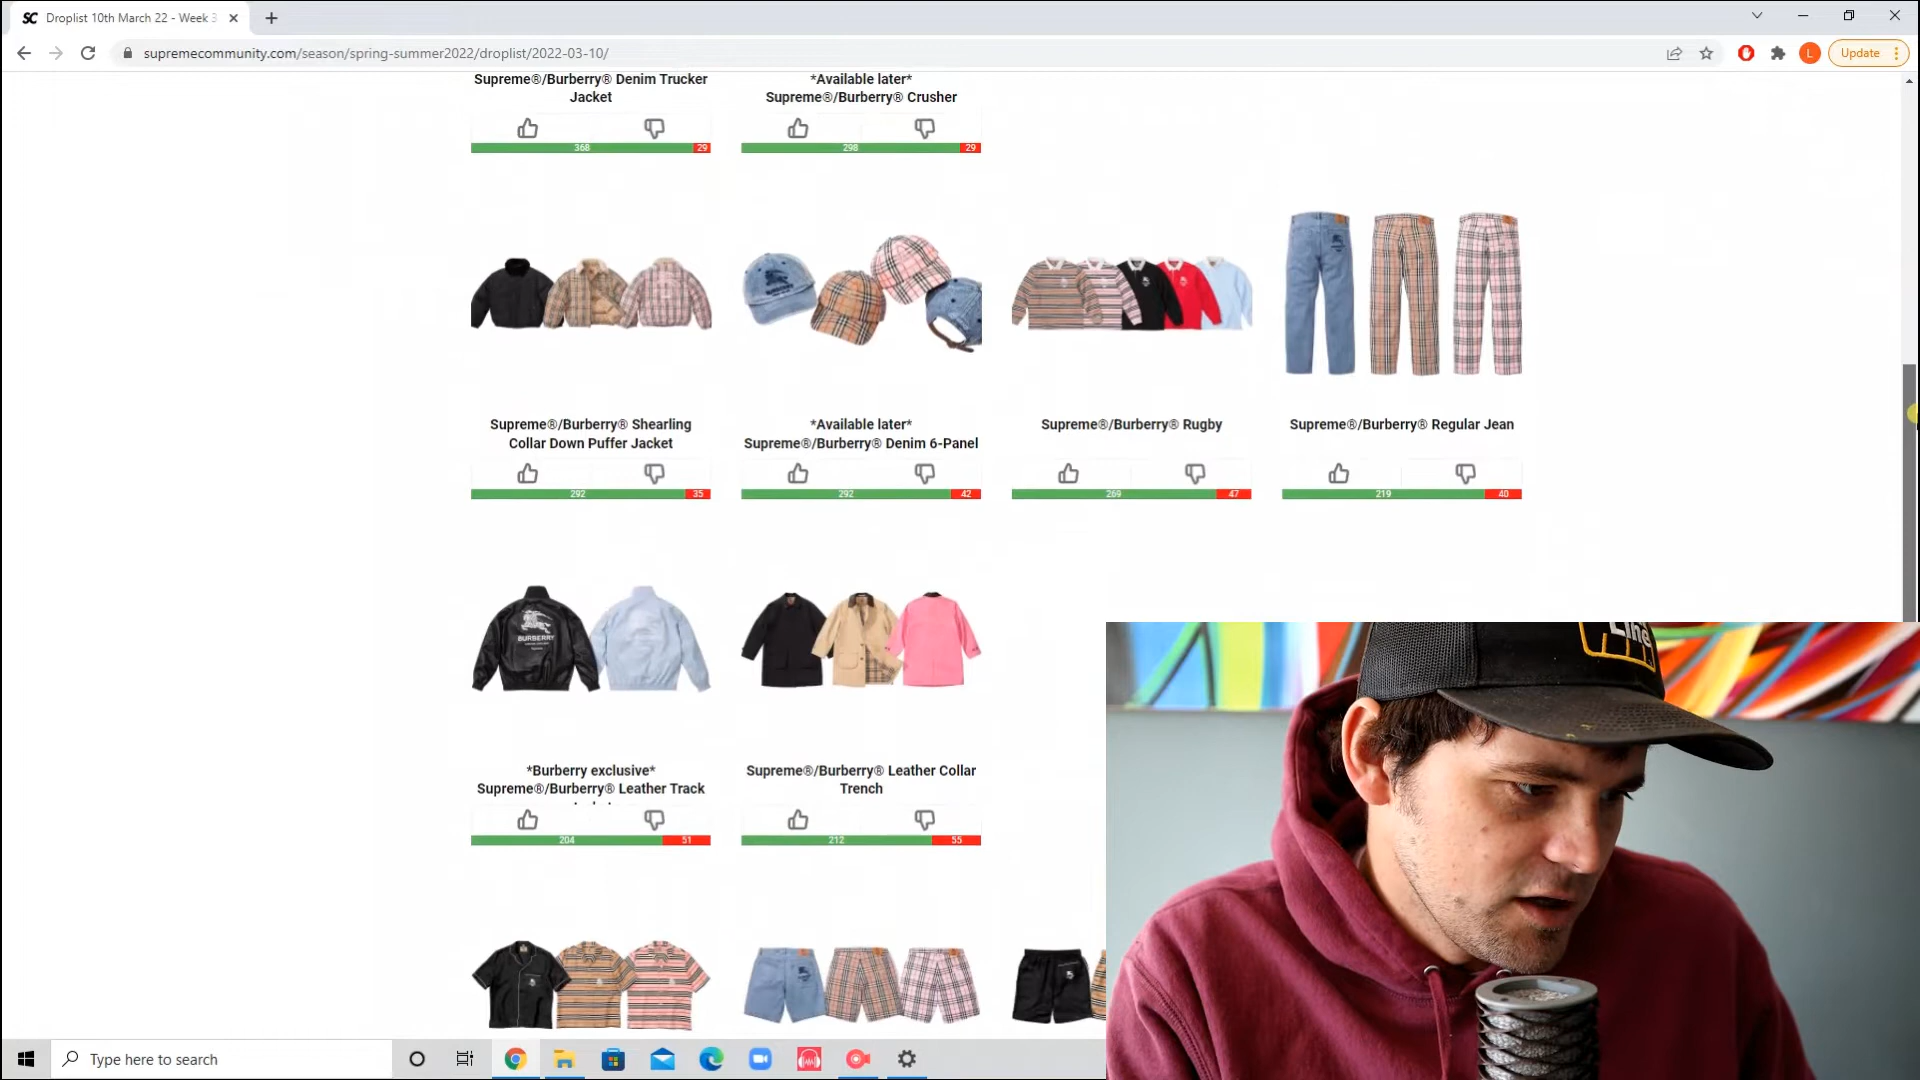 SC Droplist 10th March 22 - Week 3
supremecommunity.com/season/spring-summer2022/droplist/2022-03-10/
L
Update
Supreme®/Burberry® Denim Trucker
Jacket
*Available later*
Supreme®/Burberry® Crusher
368 29
298 29
BURBERRY
Supreme®/Burberry® Shearling
Collar Down Puffer Jacket
*Available later*
Supreme®/Burberry® Denim 6-Panel
Supreme®/Burberry® Rugby
Supreme®/Burberry® Regular Jean
292 35
292 42
269 47
219 40
BURBERRY
Line
*Burberry exclusive*
Supreme®/Burberry® Leather Track
Supreme®/Burberry® Leather Collar
Trench
204 51
212 55
Type here to search